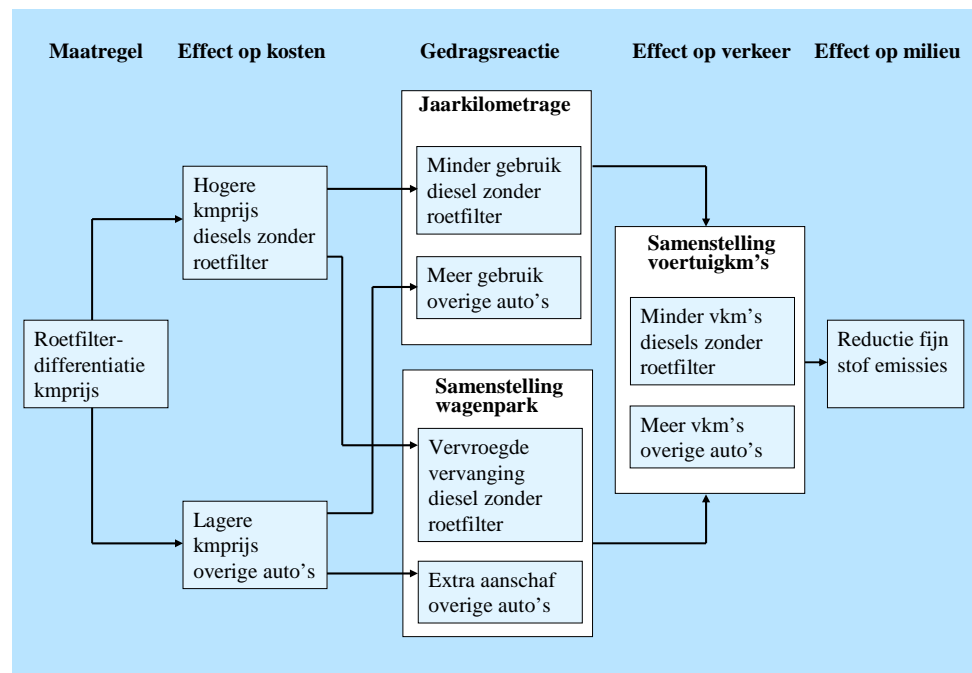 Maatregel
Effect op kosten
Gedragsreactie
Effect op verkeer
Effect op milieu
Roetfilter-
differentiatie
kmprijs
Hogere
kmprijs
diesels zonder
roetfilter
Lagere
kmprijs
overige auto's
Jaarkilometrage
Minder gebruik
diesel zonder
roetfilter
Meer gebruik
overige auto's
Samenstelling
wagenpark
Vervroegde
vervanging
diesel zonder
roetfilter
Extra aanschaf
overige auto's
Samenstelling
voertuigkm's
Minder vkm's
diesels zonder
roetfilter
Meer vkm's
overige auto's
Reductie fijn
stof emissies